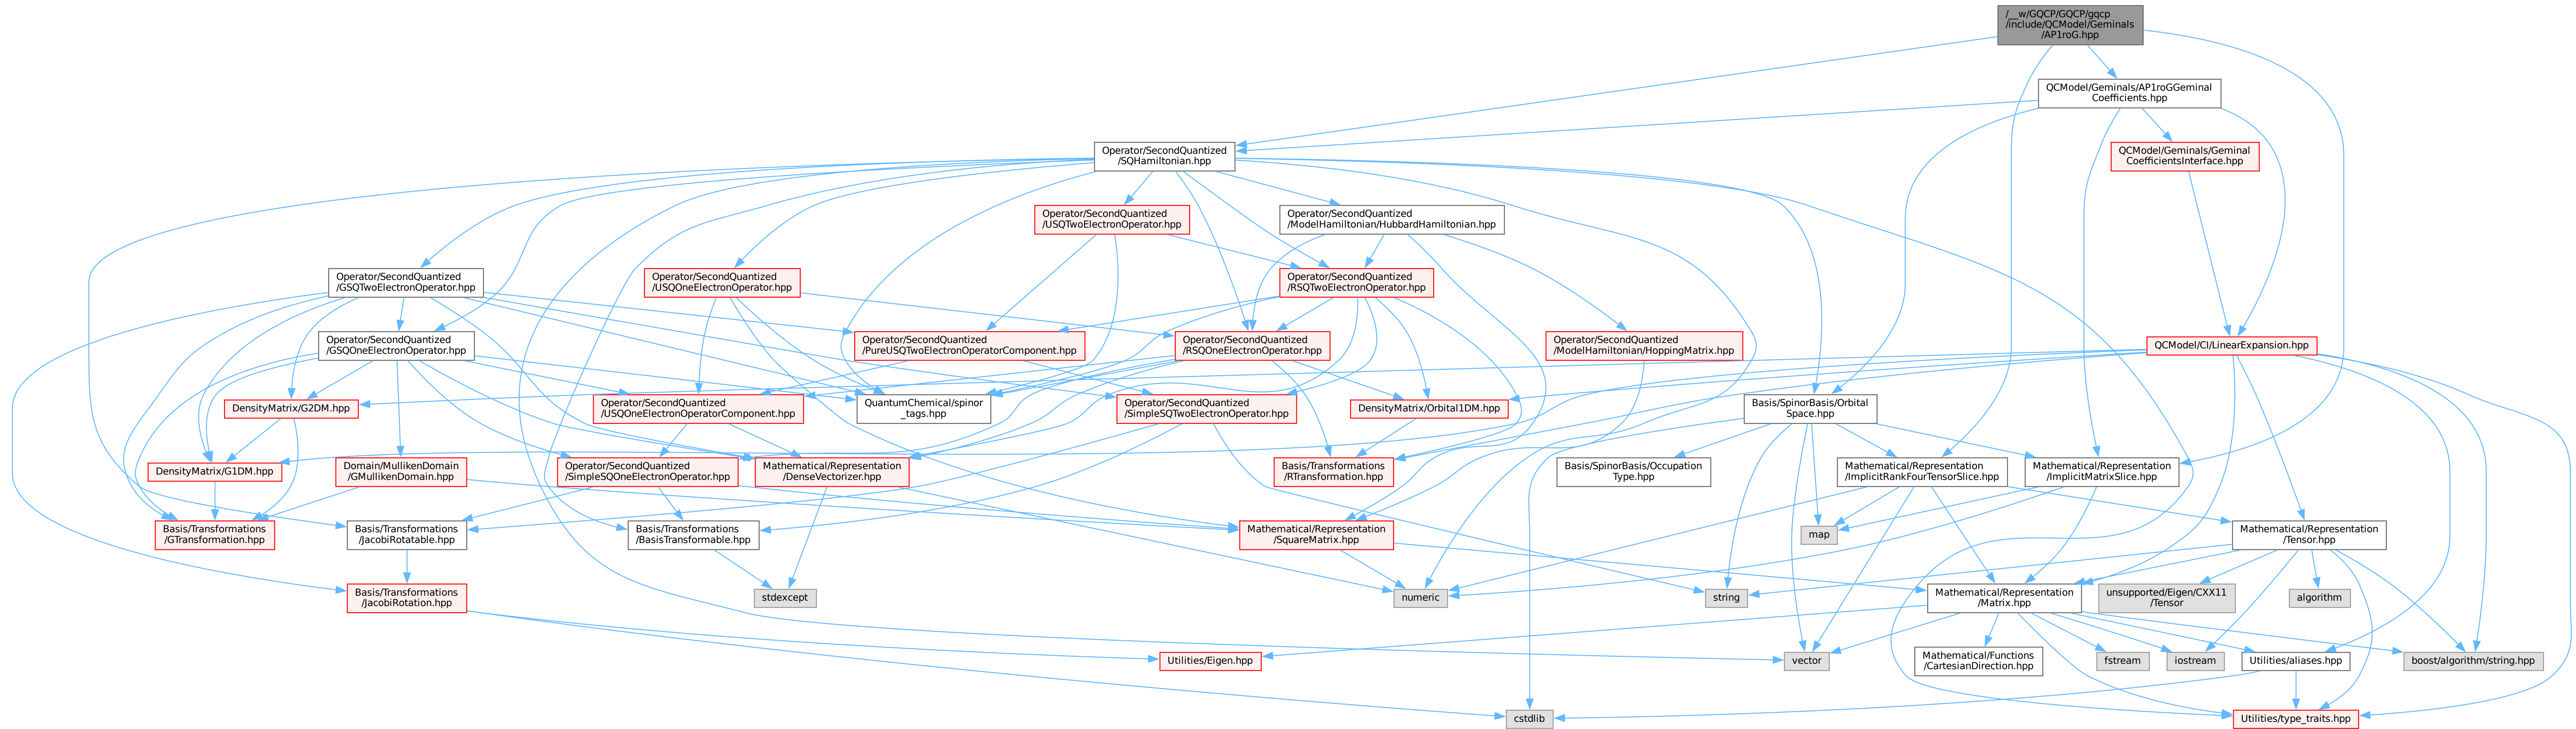 /__w/GQCP/GQCP/gqcp
/include/QCModel/Geminals
/AP1roG.hpp
QCModel/Geminals/AP1roGGeminal
Coefficients.hpp
Operator/SecondQuantized
/SQHamiltonian.hpp
QCModel/Geminals/Geminal
CoefficientsInterface.hpp
Operator/SecondQuantized
/USQTwoElectronOperator.hpp
Operator/SecondQuantized
/ModelHamiltonian/HubbardHamiltonian.hpp
Operator/SecondQuantized
/GSQTwoElectronOperator.hpp
Operator/SecondQuantized
/USQOneElectronOperator.hpp
Operator/SecondQuantized
/RSQTwoElectronOperator.hpp
Operator/SecondQuantized
/GSQOneElectronOperator.hpp
Operator/SecondQuantized
/PureUSQTwoElectronOperatorComponent.hpp
Operator/SecondQuantized
/RSQOneElectronOperator.hpp
Operator/SecondQuantized
/ModelHamiltonian/HoppingMatrix.hpp
QCModel/CI/LinearExpansion.hpp
DensityMatrix/G2DM.hpp
Operator/SecondQuantized
/USQOneElectronOperatorComponent.hpp
QuantumChemical/spinor
_tags.hpp
Operator/SecondQuantized
/SimpleSQTwoElectronOperator.hpp
DensityMatrix/Orbital1DM.hpp
Basis/SpinorBasis/Orbital
Space.hpp
DensityMatrix/G1DM.hpp
Domain/MullikenDomain
/GMullikenDomain.hpp
Operator/SecondQuantized
/SimpleSQOneElectronOperator.hpp
Mathematical/Representation
/DenseVectorizer.hpp
Basis/Transformations
/RTransformation.hpp
Basis/SpinorBasis/Occupation
Type.hpp
Mathematical/Representation
/ImplicitRankFourTensorSlice.hpp
Mathematical/Representation
/ImplicitMatrixSlice.hpp
Basis/Transformations
/GTransformation.hpp
Basis/Transformations
/JacobiRotatable.hpp
Basis/Transformations
/BasisTransformable.hpp
Mathematical/Representation
/SquareMatrix.hpp
map
Mathematical/Representation
/Tensor.hpp
Basis/Transformations
/JacobiRotation.hpp
stdexcept
numeric
string
Mathematical/Representation
/Matrix.hpp
unsupported/Eigen/CXX11
/Tensor
algorithm
Utilities/Eigen.hpp
vector
Mathematical/Functions
/CartesianDirection.hpp
fstream
iostream
Utilities/aliases.hpp
boost/algorithm/string.hpp
cstdlib
Utilities/type_traits.hpp